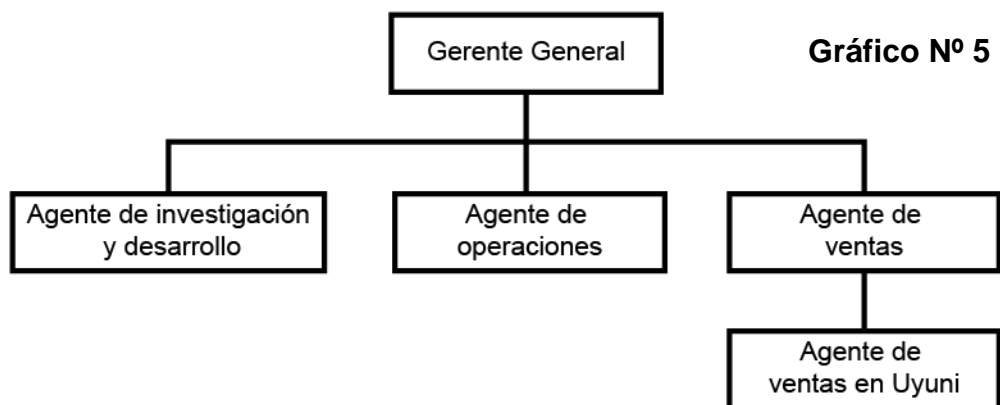 Gerente General
Gráfico Nº 5
Agente de investigación
y desarrollo
Agente de
operaciones
Agente de
ventas
Agente de
ventas en Uyuni